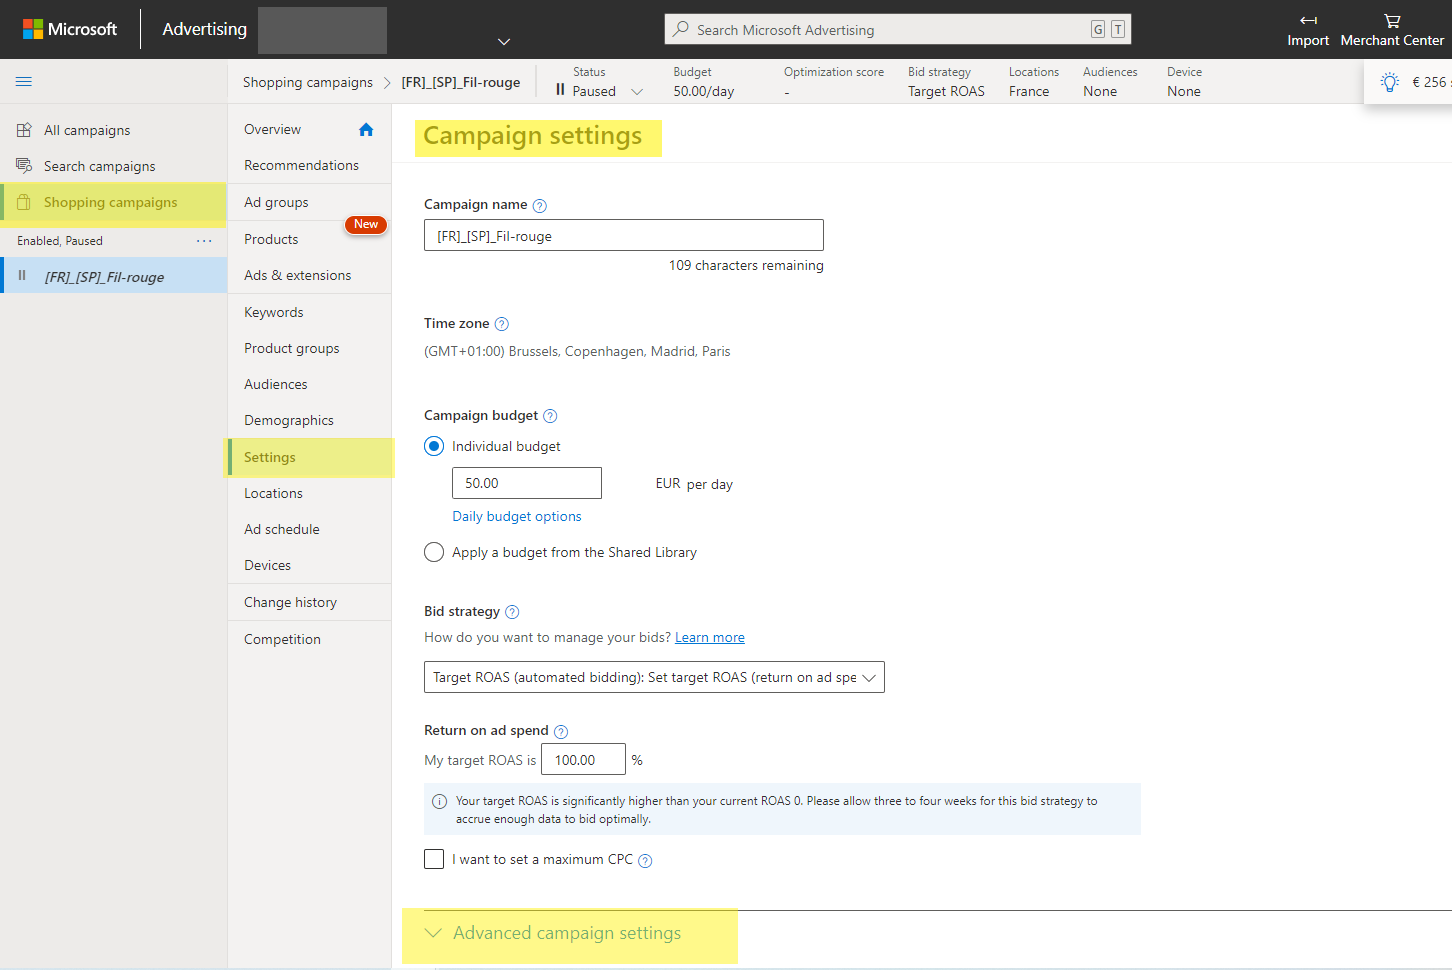 Microsoft
Advertising
Search Microsoft Advertising
G T
Import
Merchant Center
Shopping campaigns
[FR]_[SP]_Fil-rouge
Status
Paused
Budget
50.00/day
Optimization score
-
Bid strategy
Target ROAS
Locations
France
Audiences
None
Device
None
€ 256
All campaigns
Search campaigns
Shopping campaigns
Enabled, Paused
...
[FR]_[SP]_Fil-rouge
Overview
Recommendations
Ad groups
New
Products
Ads & extensions
Keywords
Product groups
Audiences
Demographics
Settings
Locations
Ad schedule
Devices
Change history
Competition
Campaign settings
Campaign name ?
[FR]_[SP]_Fil-rouge
109 characters remaining
Time zone ?
(GMT+01:00) Brussels, Copenhagen, Madrid, Paris
Campaign budget ?
Individual budget
50.00 EUR per day
Daily budget options
Apply a budget from the Shared Library
Bid strategy ?
How do you want to manage your bids? Learn more
Target ROAS (automated bidding): Set target ROAS (return on ad spe
Return on ad spend ?
My target ROAS is 100.00 %
Your target ROAS is significantly higher than your current ROAS 0. Please allow three to four weeks for this bid strategy to
accrue enough data to bid optimally.
I want to set a maximum CPC ?
Advanced campaign settings